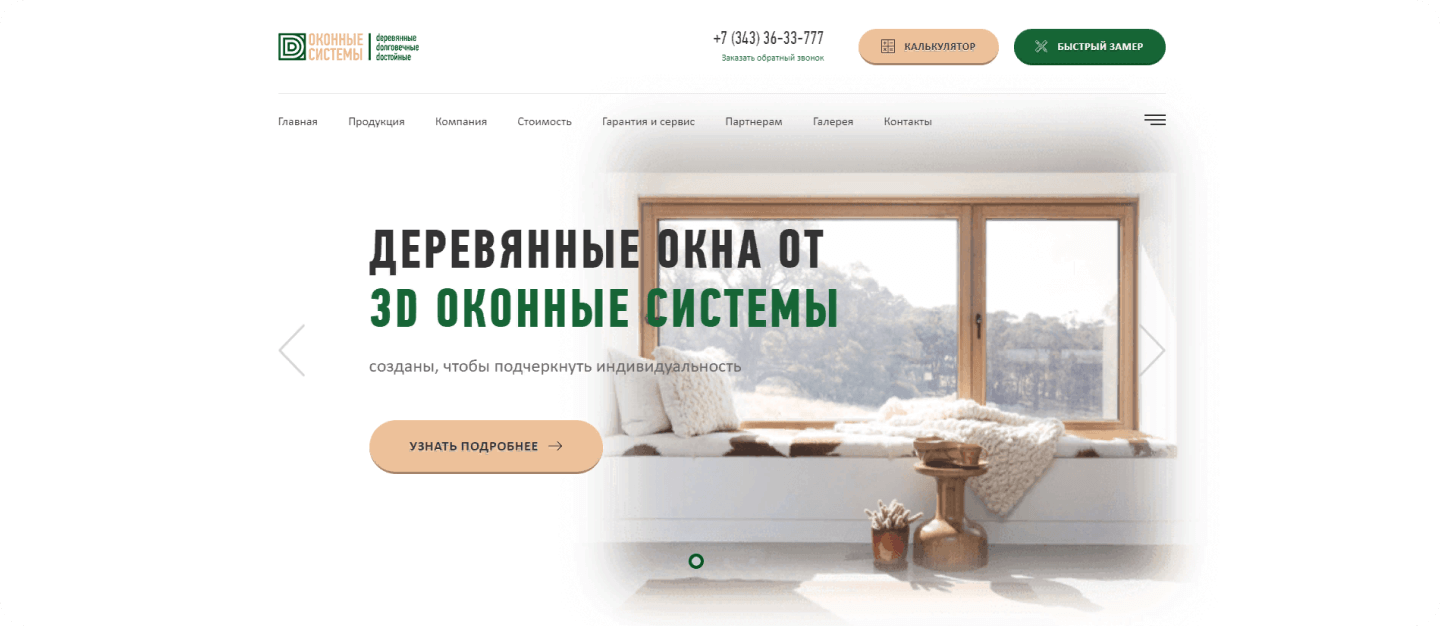 ОКОННЫЕ
СИСТЕМЫ
деревянные
долговечные
достойные
+7 (343) 36-33-777
Заказать обратный звонок
КАЛЬКУЛЯТОР
БЫСТРЫЙ ЗАМЕР
Главная Продукция Компания Стоимость Гарантия и сервис Партнерам Галерея Контакты
ДЕРЕВЯННЫЕ ОКНА ОТ
3D ОКОННЫЕ СИСТЕМЫ
созданы, чтобы подчеркнуть индивидуальность
УЗНАТЬ ПОДРОБНЕЕ